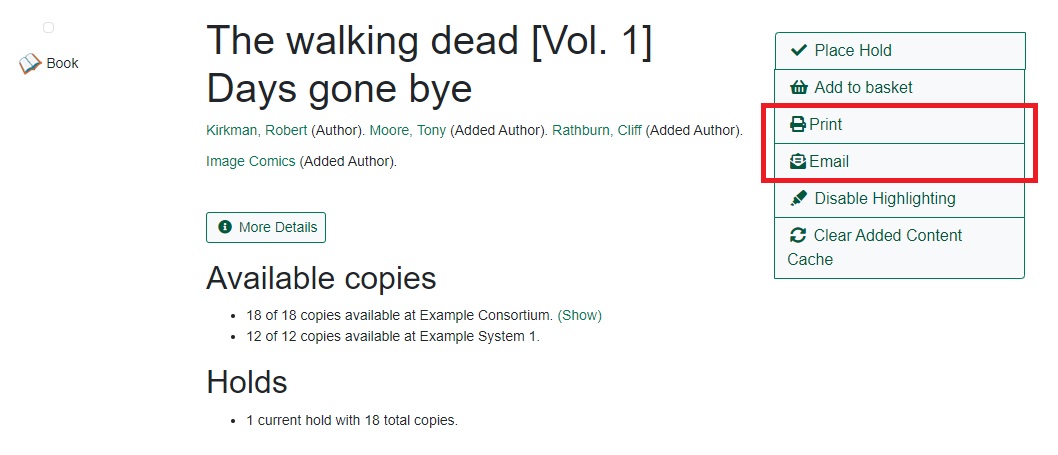 Book
The walking dead [Vol. 1]
Days gone bye
Kirkman, Robert (Author). Moore, Tony (Added Author). Rathburn, Cliff (Added Author).
Image Comics (Added Author).
More Details
Available copies
18 of 18 copies available at Example Consortium. (Show)
12 of 12 copies available at Example System 1.
Holds
1 current hold with 18 total copies.
Place Hold
Add to basket
Print
Email
Disable Highlighting
Clear Added Content
Cache